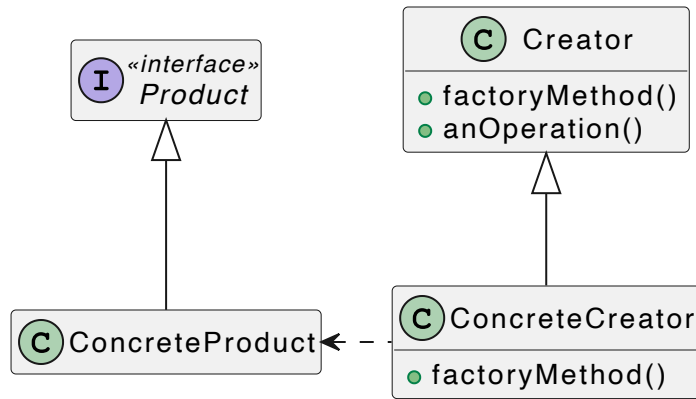 I
«interface»
Product
C
Creator
factoryMethod()
anOperation()
C
ConcreteProduct
C
ConcreteCreator
factoryMethod()